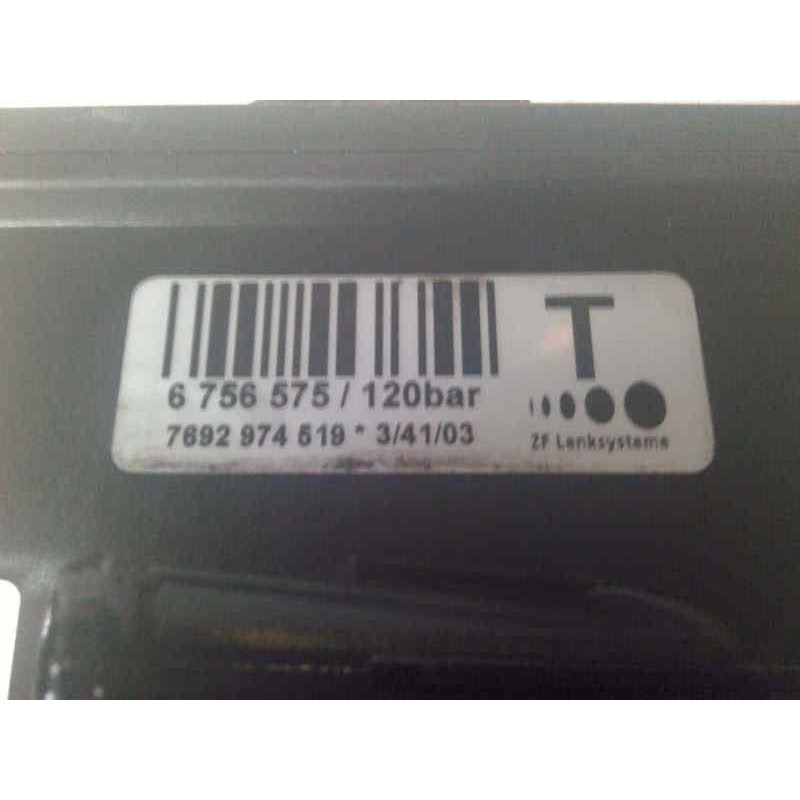 T
6 756 575 / 120bar
7692 974 519 * 3/41/03
ZF Lenksysteme